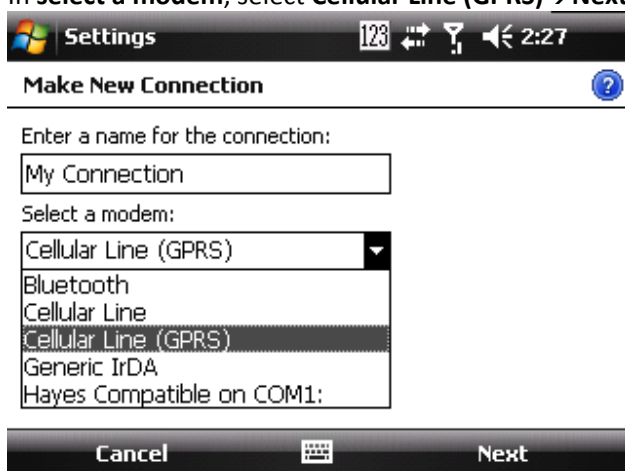 In select a modem, select Cellular Line (GPRS) → Next
Settings 123 2:27
Make New Connection ?
Enter a name for the connection:
My Connection
Select a modem:
Cellular Line (GPRS)
Bluetooth
Cellular Line
Cellular Line (GPRS)
Generic IrDA
Hayes Compatible on COM1:
Cancel Next